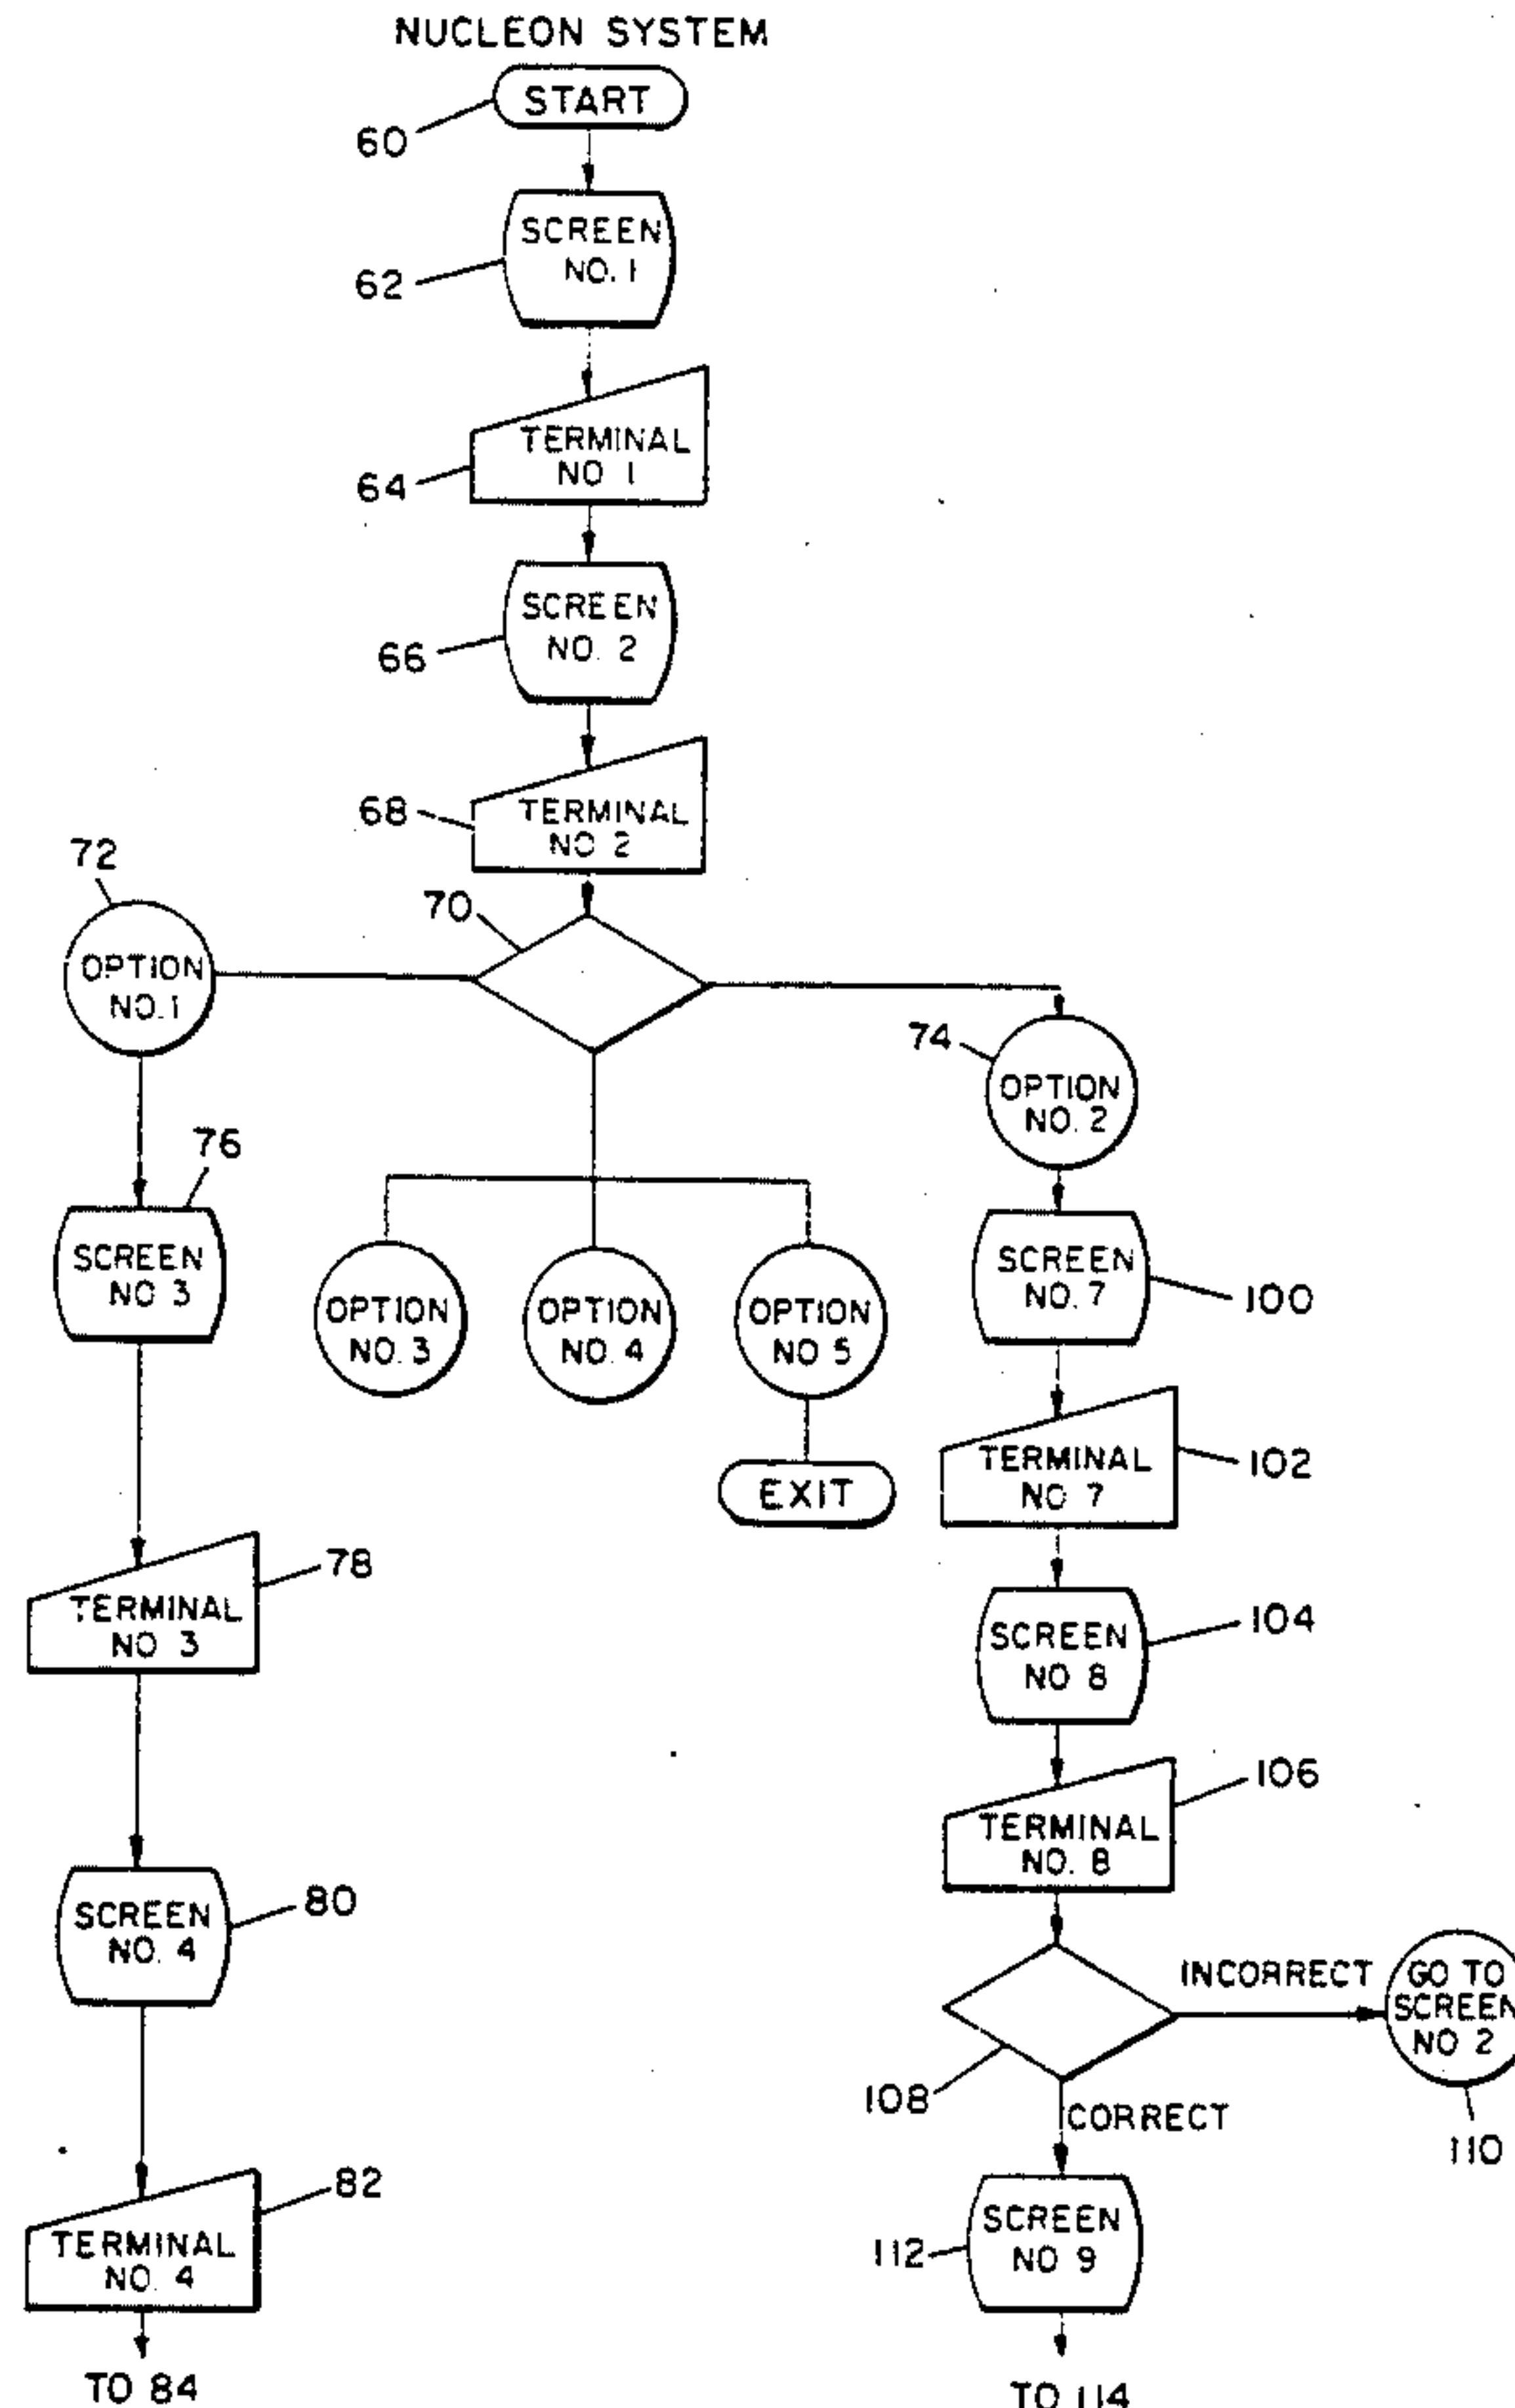 NUCLEON SYSTEM
START
60
SCREEN
NO. 1
62
TERMINAL
NO 1
64
SCREEN
NO. 2
66
TERMINAL
NO 2
68
70
72
OPTION
NO. 1
74
OPTION
NO. 2
76
SCREEN
NO 3
OPTION
NO. 3
OPTION
NO. 4
OPTION
NO 5
EXIT
SCREEN
NO. 7
100
TERMINAL
NO 7
102
78
TERMINAL
NO 3
SCREEN
NO 8
104
TERMINAL
NO. 8
106
SCREEN
NO. 4
80
108
INCORRECT
GO TO
SCREEN
NO 2
110
CORRECT
82
TERMINAL
NO. 4
TO 84
SCREEN
NO 9
112
TO 114